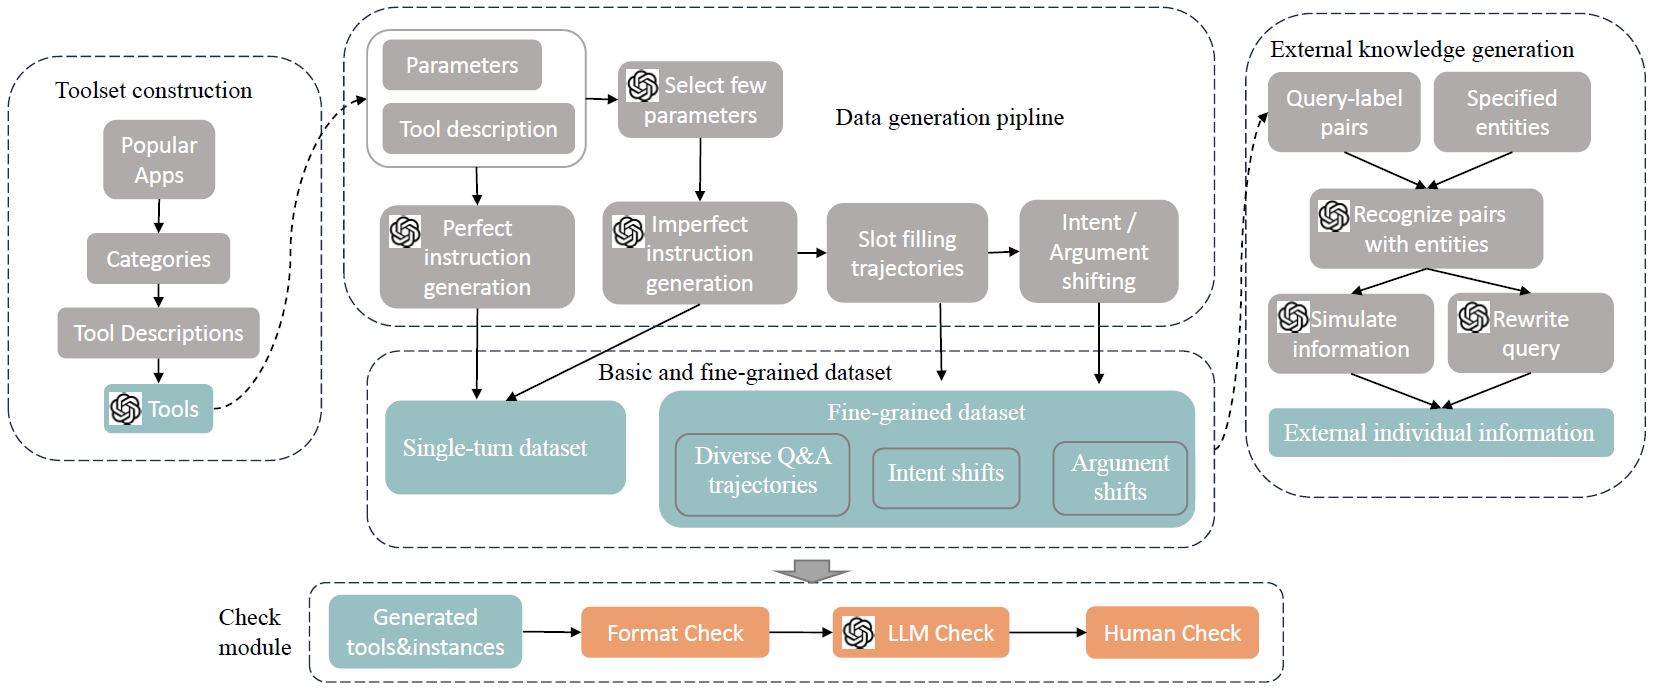 Toolset construction
Popular
Apps
Categories
Tool Descriptions
Tools
Parameters
Tool description
Select few
parameters
Data generation pipline
Perfect
instruction
generation
Imperfect
instruction
generation
Slot filling
trajectories
Intent /
Argument
shifting
Basic and fine-grained dataset
Single-turn dataset
Fine-grained dataset
Diverse Q&A
trajectories
Intent shifts
Argument
shifts
External knowledge generation
Query-label
pairs
Specified
entities
Recognize pairs
with entities
Simulate
information
Rewrite
query
External individual information
Check
module
Generated
tools&instances
Format Check
LLM Check
Human Check